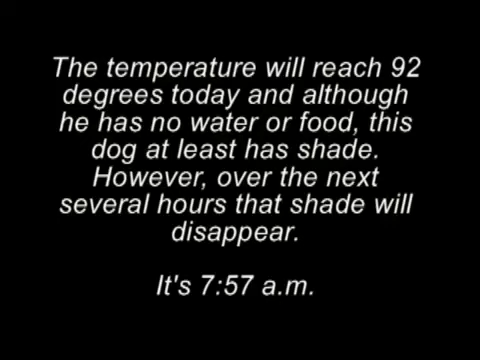 The temperature will reach 92
degrees today and although
he has no water or food, this
dog at least has shade.
However, over the next
several hours that shade will
disappear.
It's 7:57 a.m.